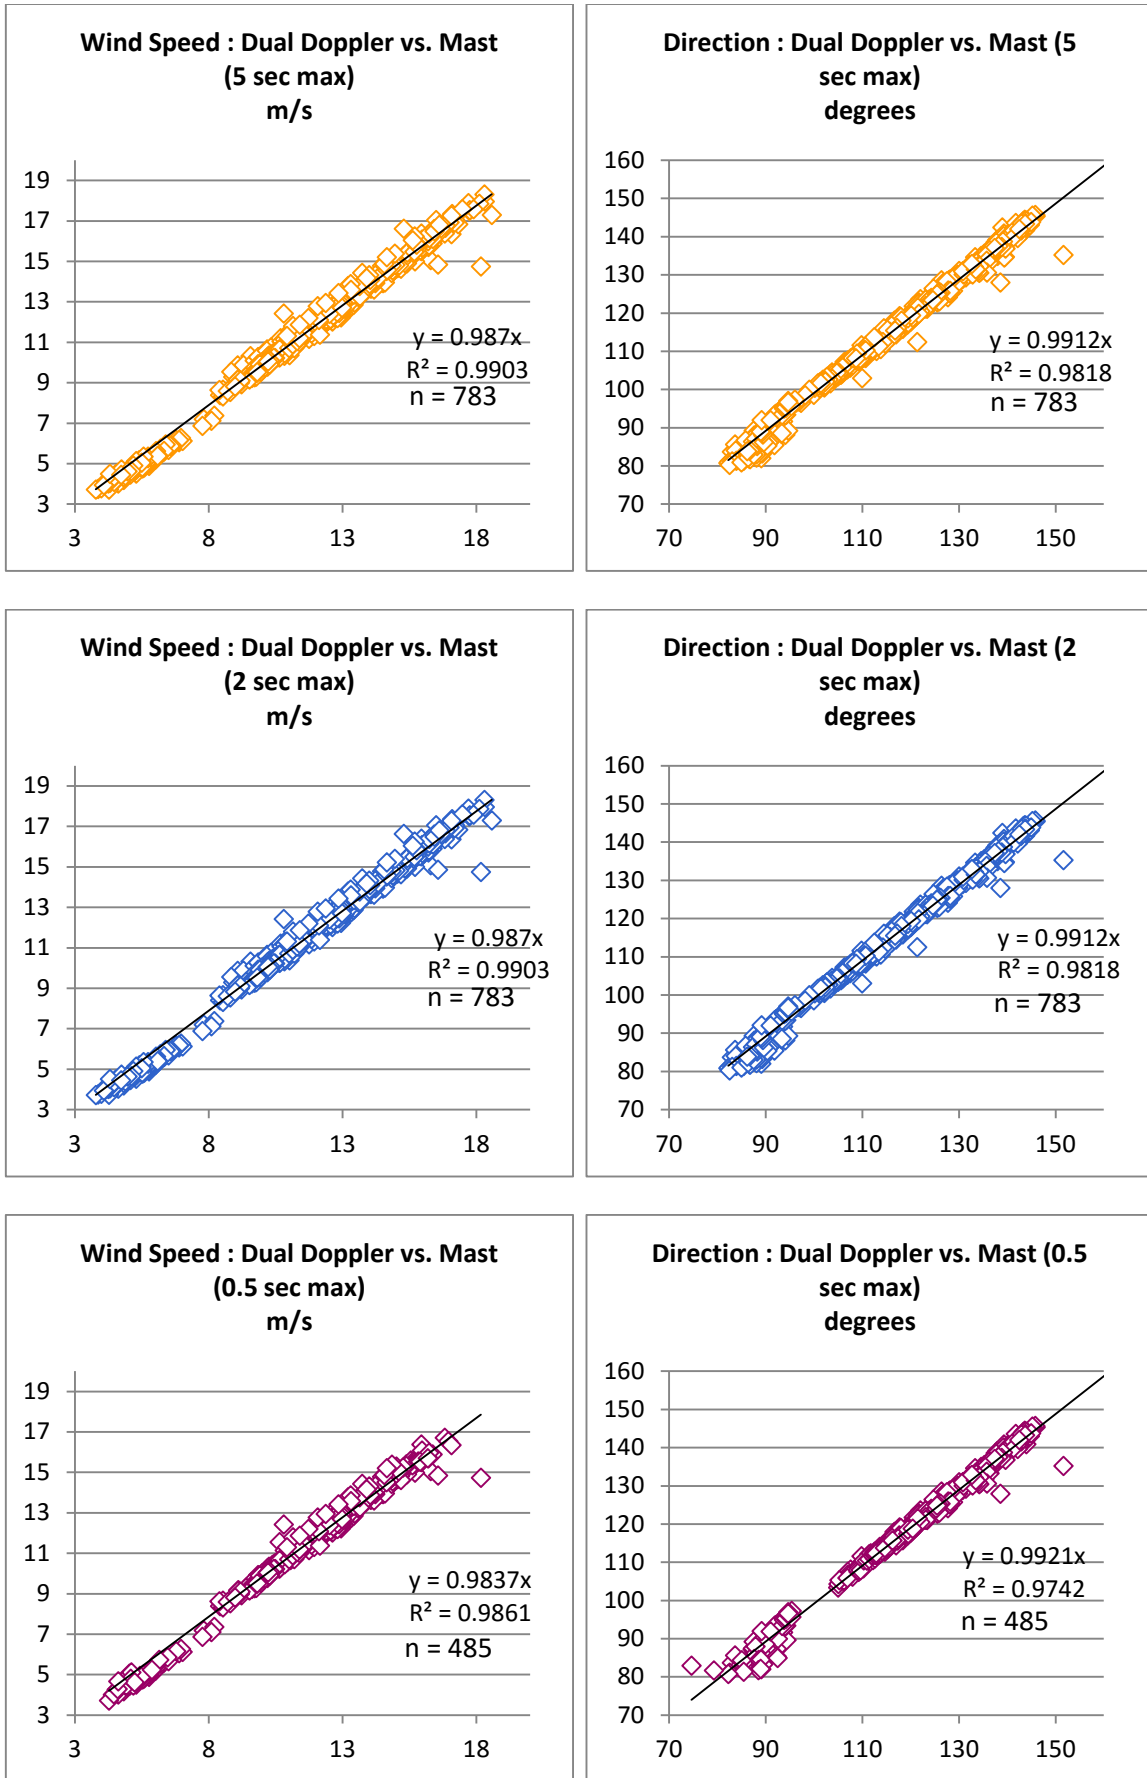 Wind Speed : Dual Doppler vs. Mast
(5 sec max)
m/s
19
17
15
13
11
9
7
5
3
3 8 13 18
y = 0.987x
R² = 0.9903
n = 783
Direction : Dual Doppler vs. Mast (5
sec max)
degrees
160
150
140
130
120
110
100
90
80
70
70 90 110 130 150
y = 0.9912x
R² = 0.9818
n = 783
Wind Speed : Dual Doppler vs. Mast
(2 sec max)
m/s
19
17
15
13
11
9
7
5
3
3 8 13 18
y = 0.987x
R² = 0.9903
n = 783
Direction : Dual Doppler vs. Mast (2
sec max)
degrees
160
150
140
130
120
110
100
90
80
70
70 90 110 130 150
y = 0.9912x
R² = 0.9818
n = 783
Wind Speed : Dual Doppler vs. Mast
(0.5 sec max)
m/s
19
17
15
13
11
9
7
5
3
3 8 13 18
y = 0.9837x
R² = 0.9861
n = 485
Direction : Dual Doppler vs. Mast (0.5
sec max)
degrees
160
150
140
130
120
110
100
90
80
70
70 90 110 130 150
y = 0.9921x
R² = 0.9742
n = 485